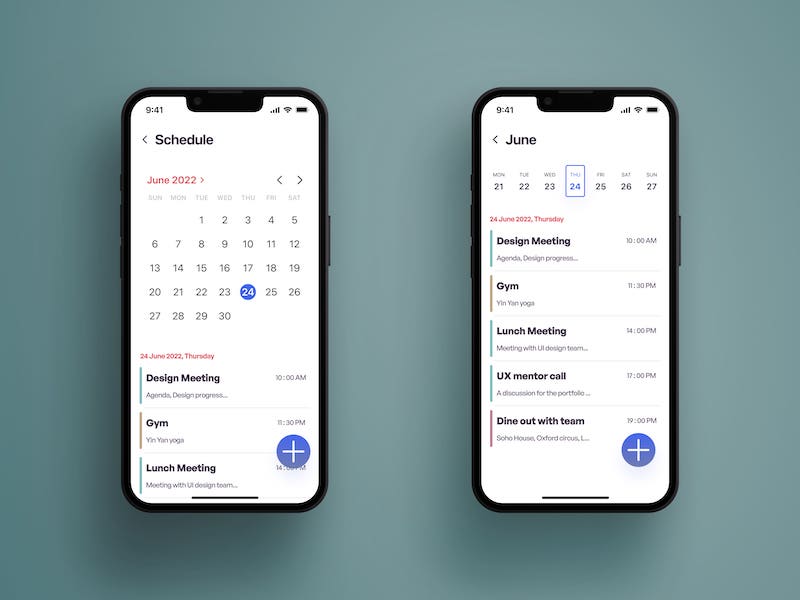 9:41
Schedule
June 2022
SUN MON TUE WED THU FRI SAT
1 2 3 4 5
6 7 8 9 10 11 12
13 14 15 16 17 18 19
20 21 22 23 24 25 26
27 28 29 30
24 June 2022, Thursday
Design Meeting 10:00 AM
Agenda, Design progress...
Gym 11:30 PM
Yin Yan yoga
Lunch Meeting
Meeting with UI design team...
9:41
June
MON TUE WED THU FRI SAT SUN
21 22 23 24 25 26 27
24 June 2022, Thursday
Design Meeting 10:00 AM
Agenda, Design progress...
Gym 11:30 PM
Yin Yan yoga
Lunch Meeting 14:00 PM
Meeting with UI design team...
UX mentor call 17:00 PM
A discussion for the portfolio ...
Dine out with team 19:00 PM
Soho House, Oxford circus, L...